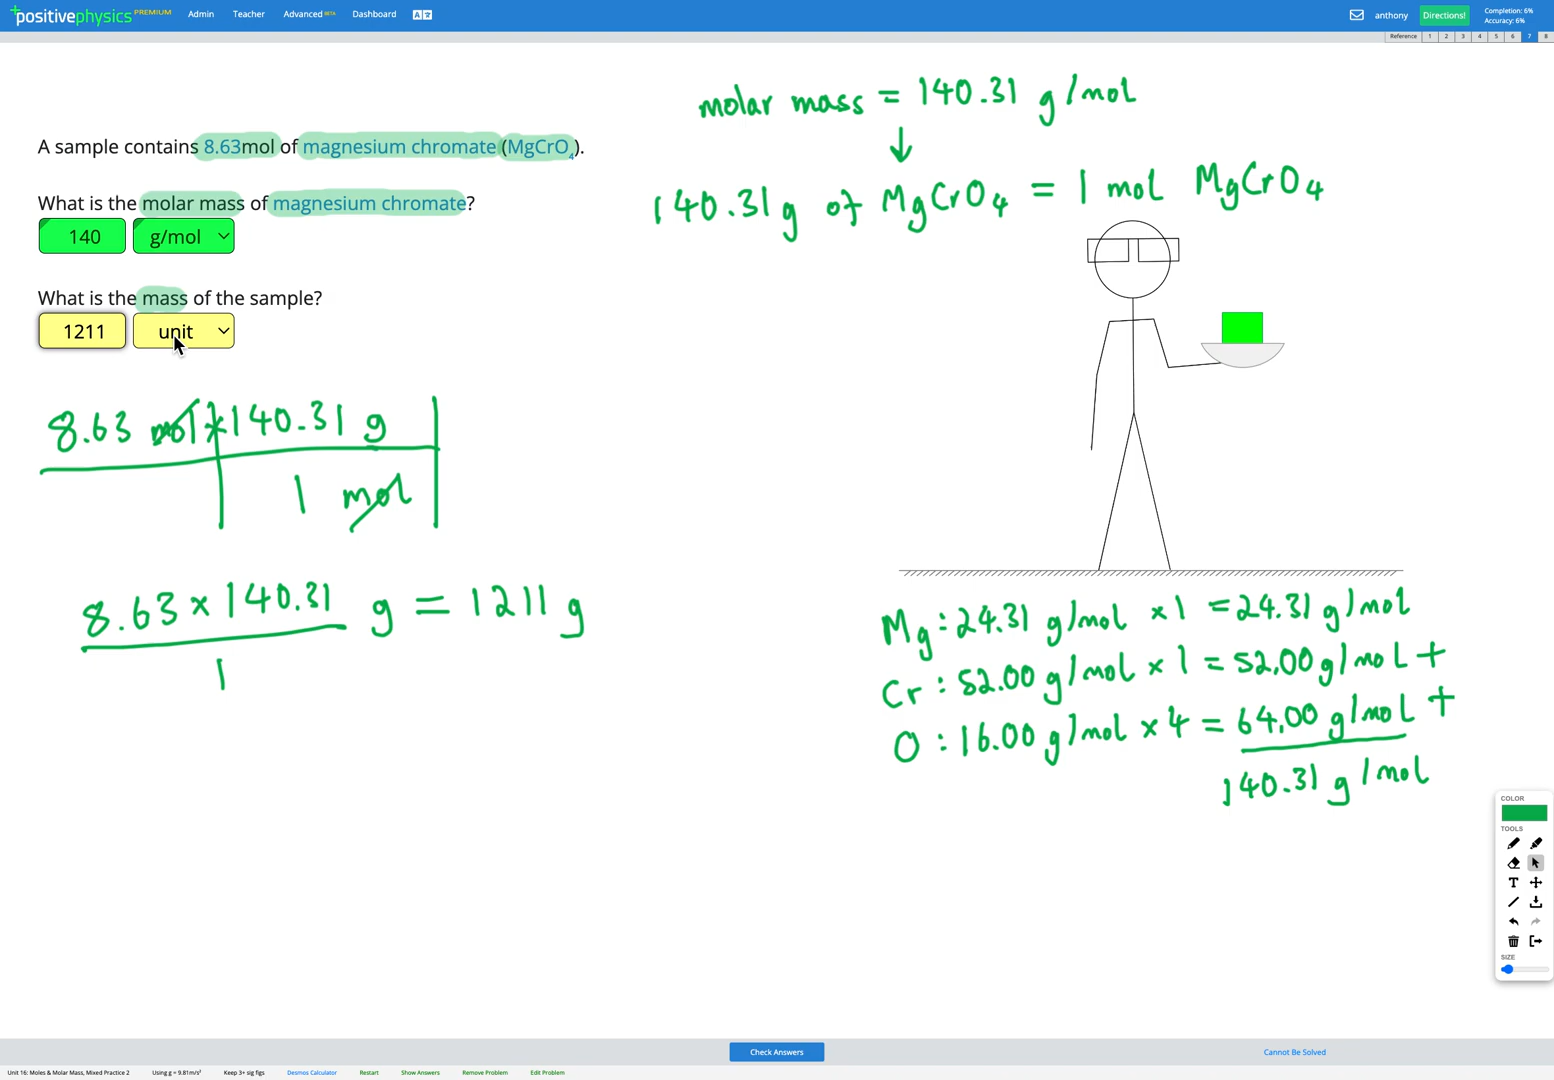 +positivephysics PREMIUM Admin Teacher Advanced BETA Dashboard A anthony Directions! Completion: 6%
Accuracy: 6%
Reference 1 2 3 4 5 6 7 8
molar mass = 140.31 g/mol
↓
140.31g of MgCrO4 = 1 mol MgCrO4
A sample contains 8.63mol of magnesium chromate (MgCrO₄).
What is the molar mass of magnesium chromate?
140 g/mol
What is the mass of the sample?
1211 unit
8.63 mol × 140.31 g
1 mol
8.63 × 140.31 g = 1211 g
1
Mg : 24.31 g/mol × 1 = 24.31 g/mol
Cr : 52.00 g/mol × 1 = 52.00 g/mol +
O : 16.00 g/mol × 4 = 64.00 g/mol +
140.31 g/mol
COLOR
TOOLS
T
SIZE
Check Answers Cannot Be Solved
Unit 16: Moles & Molar Mass, Mixed Practice 2 Using g = 9.81m/s² Keep 3+ sig figs Desmos Calculator Restart Show Answers Remove Problem Edit Problem